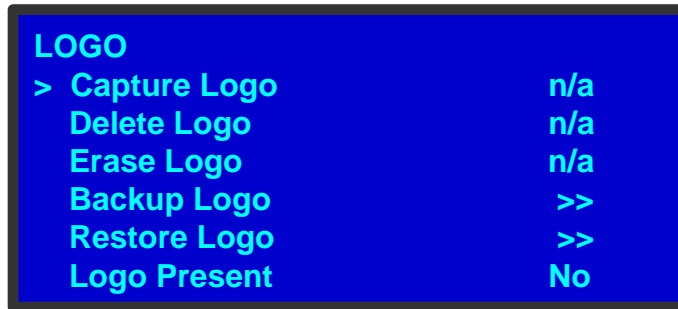 LOGO
> Capture Logo n/a
Delete Logo n/a
Erase Logo n/a
Backup Logo >>
Restore Logo >>
Logo Present No